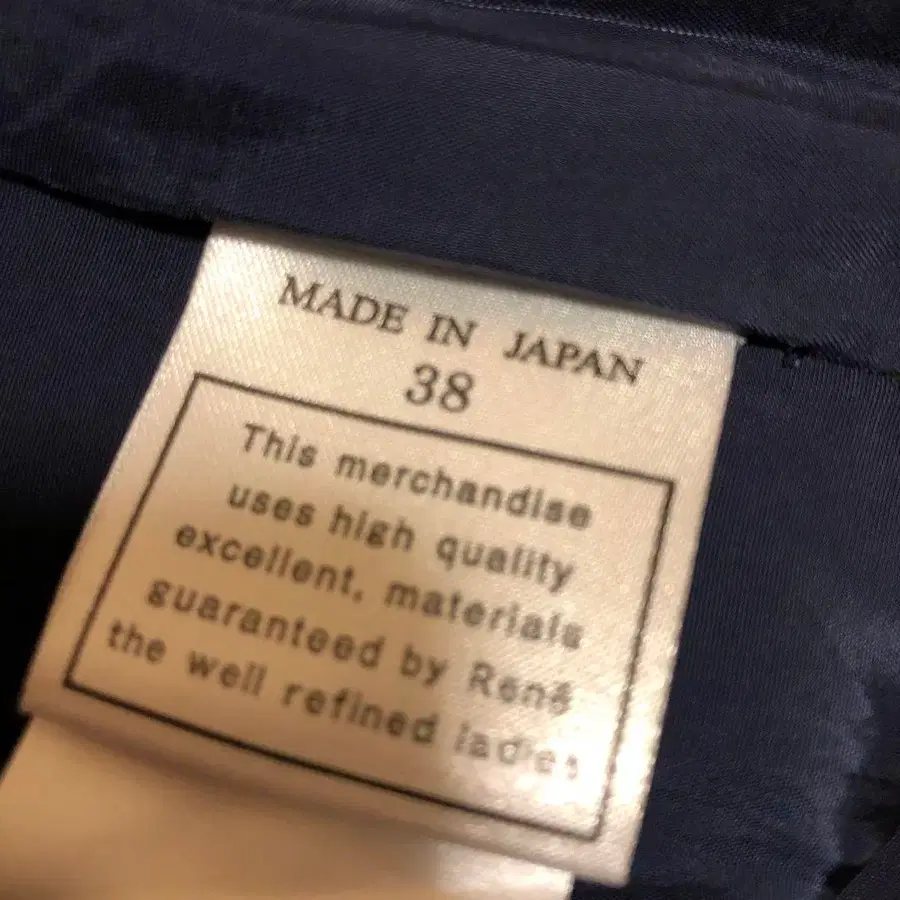 MADE IN JAPAN
38
This merchandise
uses high quality
excellent, materials
guaranteed by René
the well refined ladies